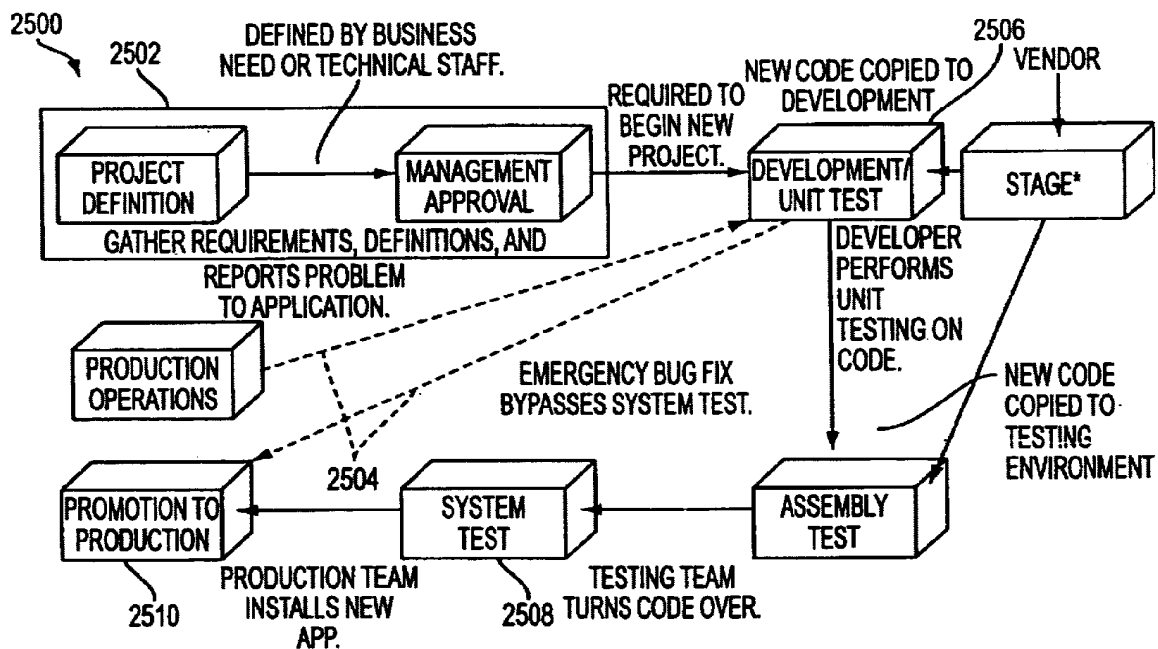 2500
2502
DEFINED BY BUSINESS
NEED OR TECHNICAL STAFF.
2506
VENDOR
NEW CODE COPIED TO
DEVELOPMENT
REQUIRED TO
BEGIN NEW
PROJECT.
PROJECT
DEFINITION
MANAGEMENT
APPROVAL
DEVELOPMENT/
UNIT TEST
STAGE*
GATHER REQUIREMENTS, DEFINITIONS, AND
REPORTS PROBLEM
TO APPLICATION.
DEVELOPER
PERFORMS
UNIT
TESTING ON
CODE.
PRODUCTION
OPERATIONS
EMERGENCY BUG FIX
BYPASSES SYSTEM TEST.
NEW CODE
COPIED TO
TESTING
ENVIRONMENT
2504
PROMOTION TO
PRODUCTION
SYSTEM
TEST
ASSEMBLY
TEST
2510
PRODUCTION TEAM
INSTALLS NEW
APP.
2508
TESTING TEAM
TURNS CODE OVER.